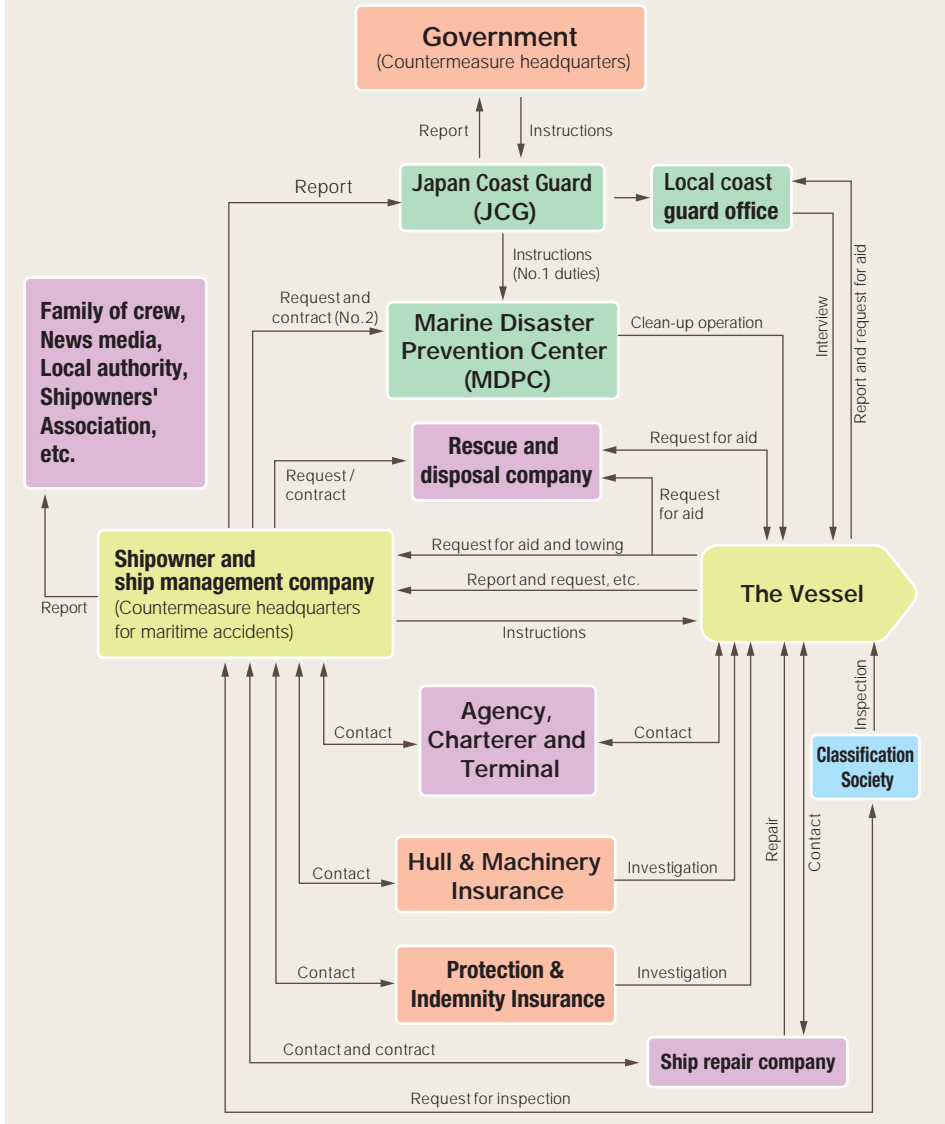 Government
(Countermeasure headquarters)
Report
Instructions
Report
Japan Coast Guard
(JCG)
Local coast
guard office
Instructions
(No.1 duties)
Request and
contract (No.2)
Marine Disaster
Prevention Center
(MDPC)
Clean-up operation
Interview
Report and request for aid
Family of crew,
News media,
Local authority,
Shipowners'
Association,
etc.
Rescue and
disposal company
Request for aid
Request /
contract
Request
for aid
Shipowner and
ship management company
(Countermeasure headquarters
for maritime accidents)
Request for aid and towing
Report and request, etc.
Instructions
The Vessel
Report
Contact
Agency,
Charterer and
Terminal
Contact
Inspection
Classification
Society
Contact
Hull & Machinery
Insurance
Investigation
Repair
Contact
Contact
Protection &
Indemnity Insurance
Investigation
Contact and contract
Ship repair company
Request for inspection